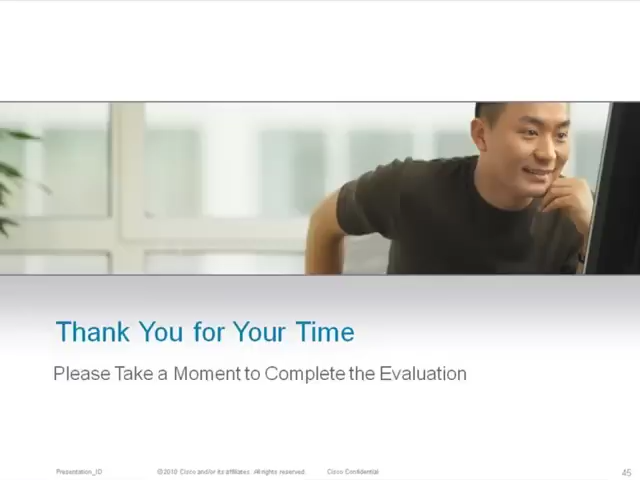 Thank You for Your Time
Please Take a Moment to Complete the Evaluation
Presentation_ID © 2010 Cisco and/or its affiliates. All rights reserved. Cisco Confidential 45